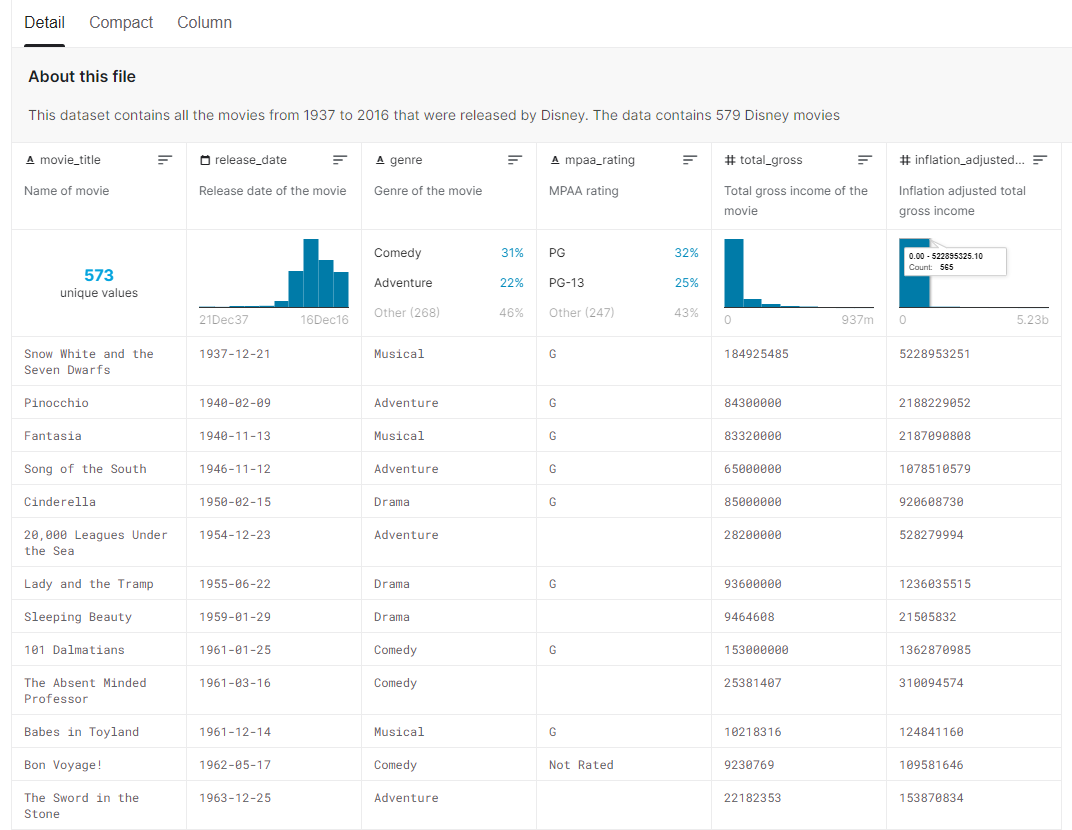 Detail Compact Column
About this file
This dataset contains all the movies from 1937 to 2016 that were released by Disney. The data contains 579 Disney movies
movie_title release_date genre mpaa_rating # total_gross # inflation_adjusted...
Name of movie Release date of the movie Genre of the movie MPAA rating Total gross income of the Inflation adjusted total
movie gross income
573
unique values
21Dec37 16Dec16
Comedy 31%
Adventure 22%
Other (268) 46%
PG 32%
PG-13 25%
Other (247) 43%
0 937m
0.00 - 522895325.10
Count: 565
0 5.23b
Snow White and the 1937-12-21 Musical G 184925485 5228953251
Seven Dwarfs
Pinocchio 1940-02-09 Adventure G 84300000 2188229052
Fantasia 1940-11-13 Musical G 83320000 2187090808
Song of the South 1946-11-12 Adventure G 65000000 1078510579
Cinderella 1950-02-15 Drama G 85000000 920608730
20,000 Leagues Under 1954-12-23 Adventure 28200000 528279994
the Sea
Lady and the Tramp 1955-06-22 Drama G 93600000 1236035515
Sleeping Beauty 1959-01-29 Drama 9464608 21505832
101 Dalmatians 1961-01-25 Comedy G 153000000 1362870985
The Absent Minded 1961-03-16 Comedy 25381407 310094574
Professor
Babes in Toyland 1961-12-14 Musical G 10218316 124841160
Bon Voyage! 1962-05-17 Comedy Not Rated 9230769 109581646
The Sword in the 1963-12-25 Adventure 22182353 153870834
Stone